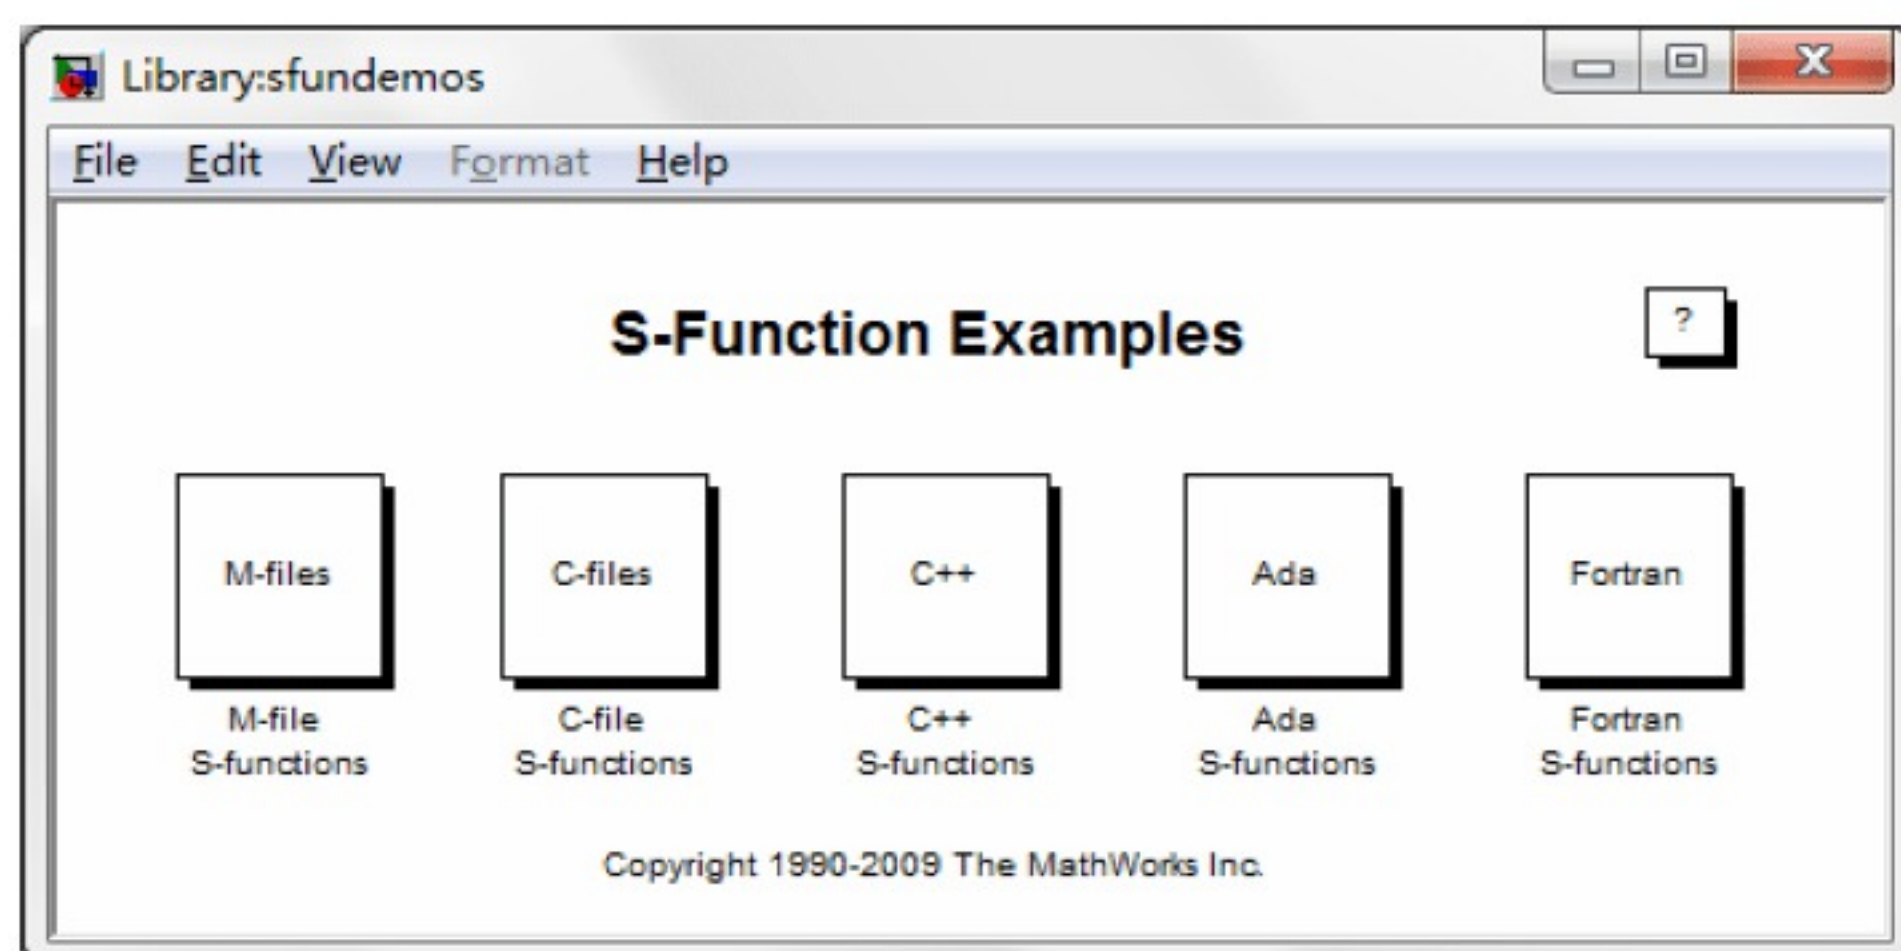 Library:sfundemos
File Edit View Format Help
S-Function Examples
?
M-files C-files C++ Ada Fortran
M-file C-file C++ Ada Fortran
S-functions S-functions S-functions S-functions S-functions
Copyright 1990-2009 The MathWorks Inc.